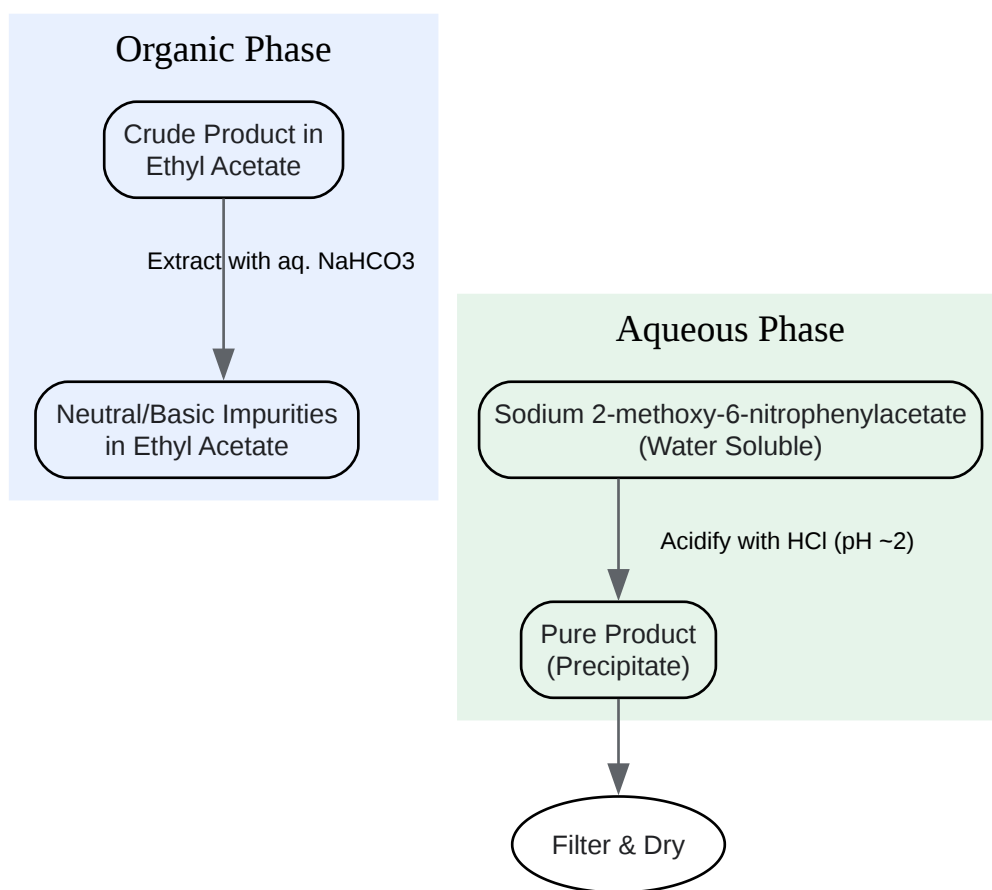 Organic Phase
Crude Product in
Ethyl Acetate
Extract with aq. NaHCO3
Neutral/Basic Impurities
in Ethyl Acetate
Aqueous Phase
Sodium 2-methoxy-6-nitrophenylacetate
(Water Soluble)
Acidify with HCl (pH ~2)
Pure Product
(Precipitate)
Filter & Dry